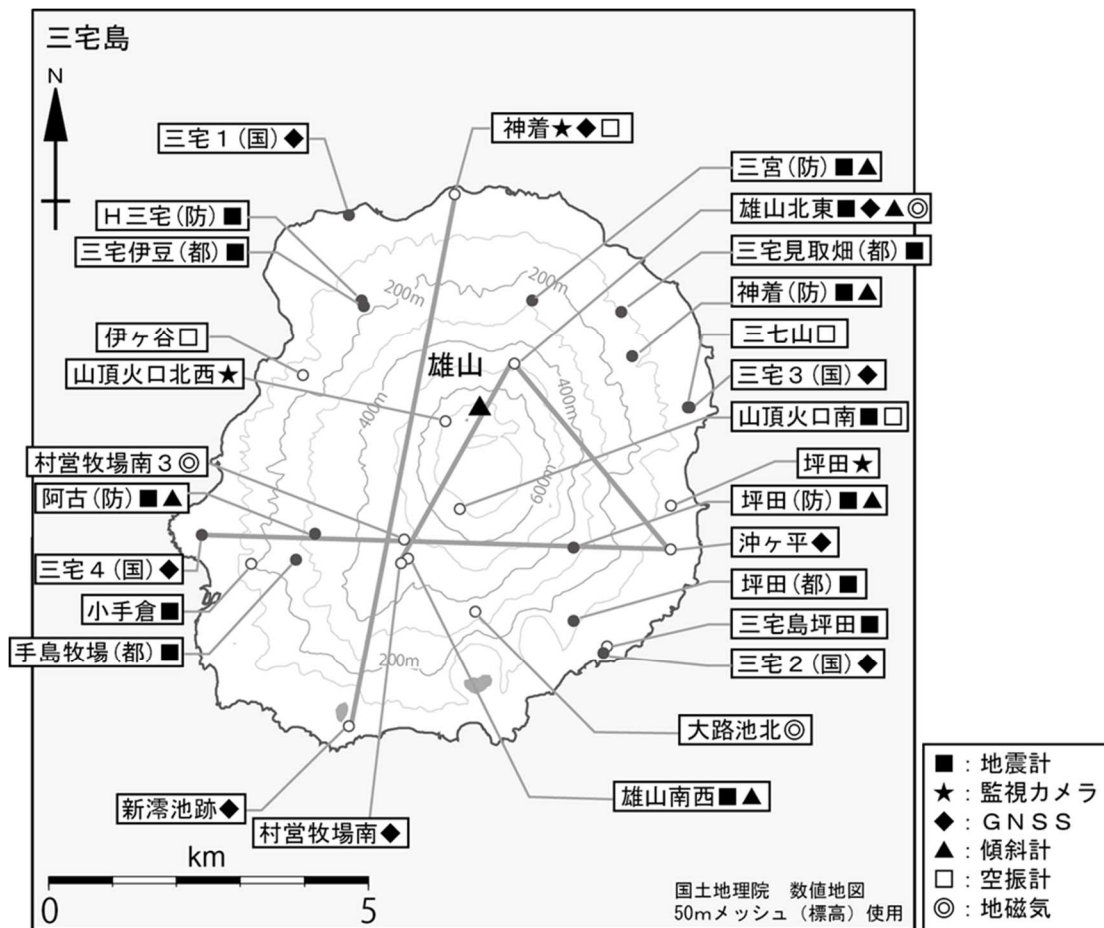 三宅島
N
神着★◆□
三宅1(国)◆
三宮(防)■▲
H三宅(防)■
雄山北東■◆▲◎
三宅伊豆(都)■
三宅見取畑(都)■
200m
200m
神着(防)■▲
伊ヶ谷□
三七山□
雄山
山頂火口北西★
三宅3(国)◆
400m
400m
山頂火口南■□
村営牧場南3◎
坪田★
600m
阿古(防)■▲
坪田(防)■▲
三宅4(国)◆
沖ヶ平◆
小手倉■
坪田(都)■
三宅島坪田■
手島牧場(都)■
200m
三宅2(国)◆
大路池北◎
新澪池跡◆
雄山南西■▲
村営牧場南◆
km
0 5
国土地理院 数値地図
50mメッシュ(標高)使用
■:地震計
★:監視カメラ
◆:GNSS
▲:傾斜計
□:空振計
◎:地磁気